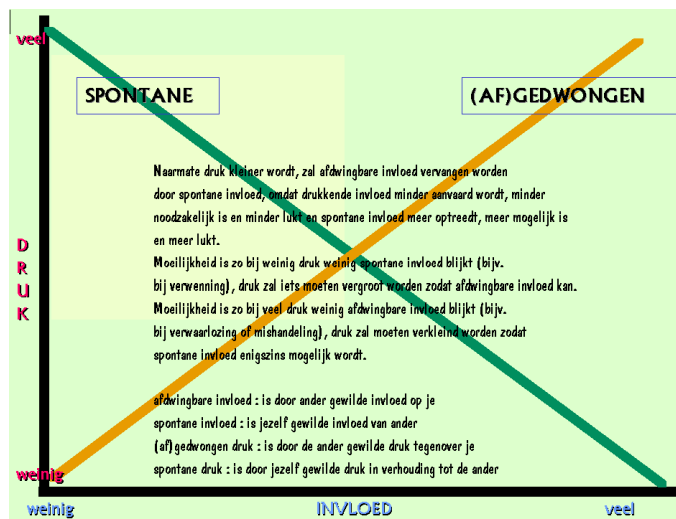 veel
SPONTANE
(AF)GEDWONGEN
Naarmate druk kleiner wordt, zal afdwingbare invloed vervangen worden
door spontane invloed, omdat drukkende invloed minder aanvaard wordt, minder
noodzakelijk is en minder lukt en spontane invloed meer optreedt, meer mogelijk is
en meer lukt.
Moeilijkheid is zo bij weinig druk weinig spontane invloed blijkt (bijv.
bij verwenning), druk zal iets moeten vergroot worden zodat afdwingbare invloed kan.
Moeilijkheid is zo bij veel druk weinig afdwingbare invloed blijkt (bijv.
bij verwaarlozing of mishandeling), druk zal moeten verkleind worden zodat
spontane invloed enigszins mogelijk wordt.
afdwingbare invloed : is door ander gewilde invloed op je
spontane invloed : is jezelf gewilde invloed van ander
(af)gedwongen druk : is door de ander gewilde druk tegenover je
spontane druk : is door jezelf gewilde druk in verhouding tot de ander
D
R
U
K
weinig
weinig
INVLOED
veel